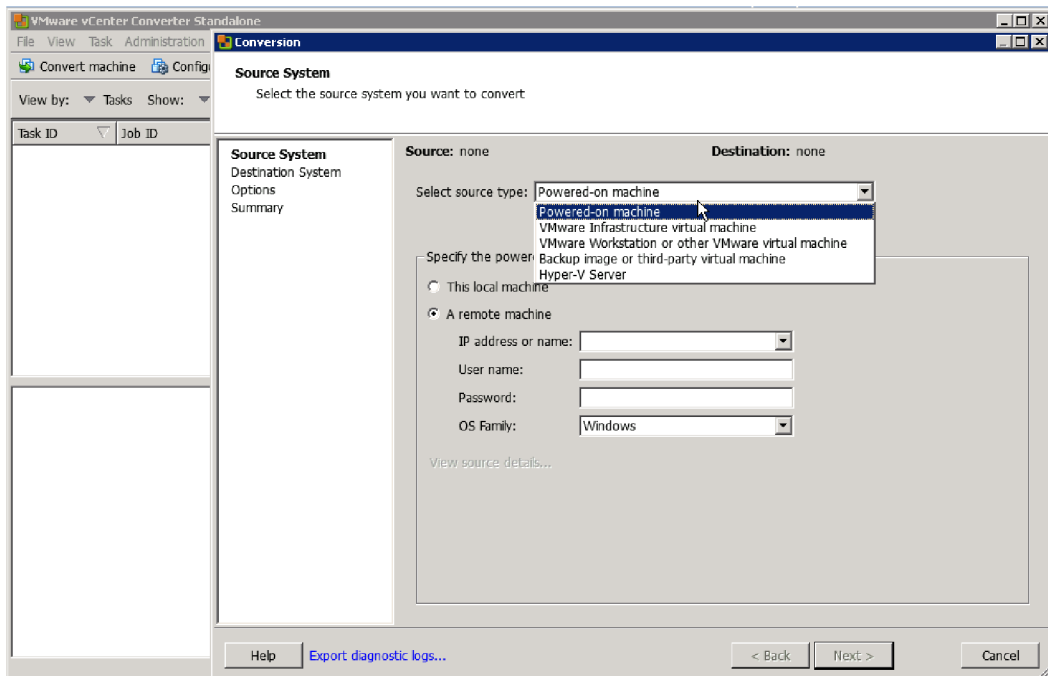 VMware vCenter Converter Standalone
File View Task Administration
Conversion
Convert machine
Source System
Select the source system you want to convert
View by: Tasks Show:
Task ID Job ID
Source System
Destination System
Options
Summary
Source: none Destination: none
Select source type: Powered-on machine
Powered-on machine
VMware Infrastructure virtual machine
VMware Workstation or other VMware virtual machine
Backup image or third-party virtual machine
Hyper-V Server
Specify the
This local machine
A remote machine
IP address or name:
User name:
Password:
OS Family: Windows
View source details...
Help Export diagnostic logs... < Back Next > Cancel